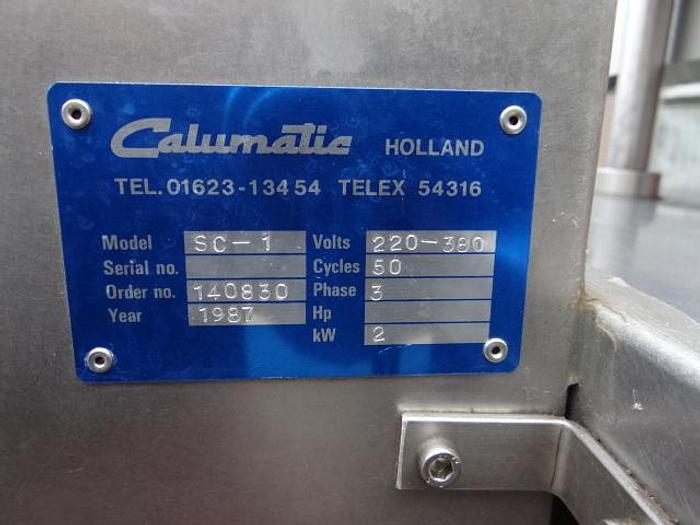 Calumatic HOLLAND
TEL.01623-134 54 TELEX 54316
Model SC-1 Volts 220-380
Serial no. Cycles 50
Order no. 140830 Phase 3
Year 1987 Hp
kW 2